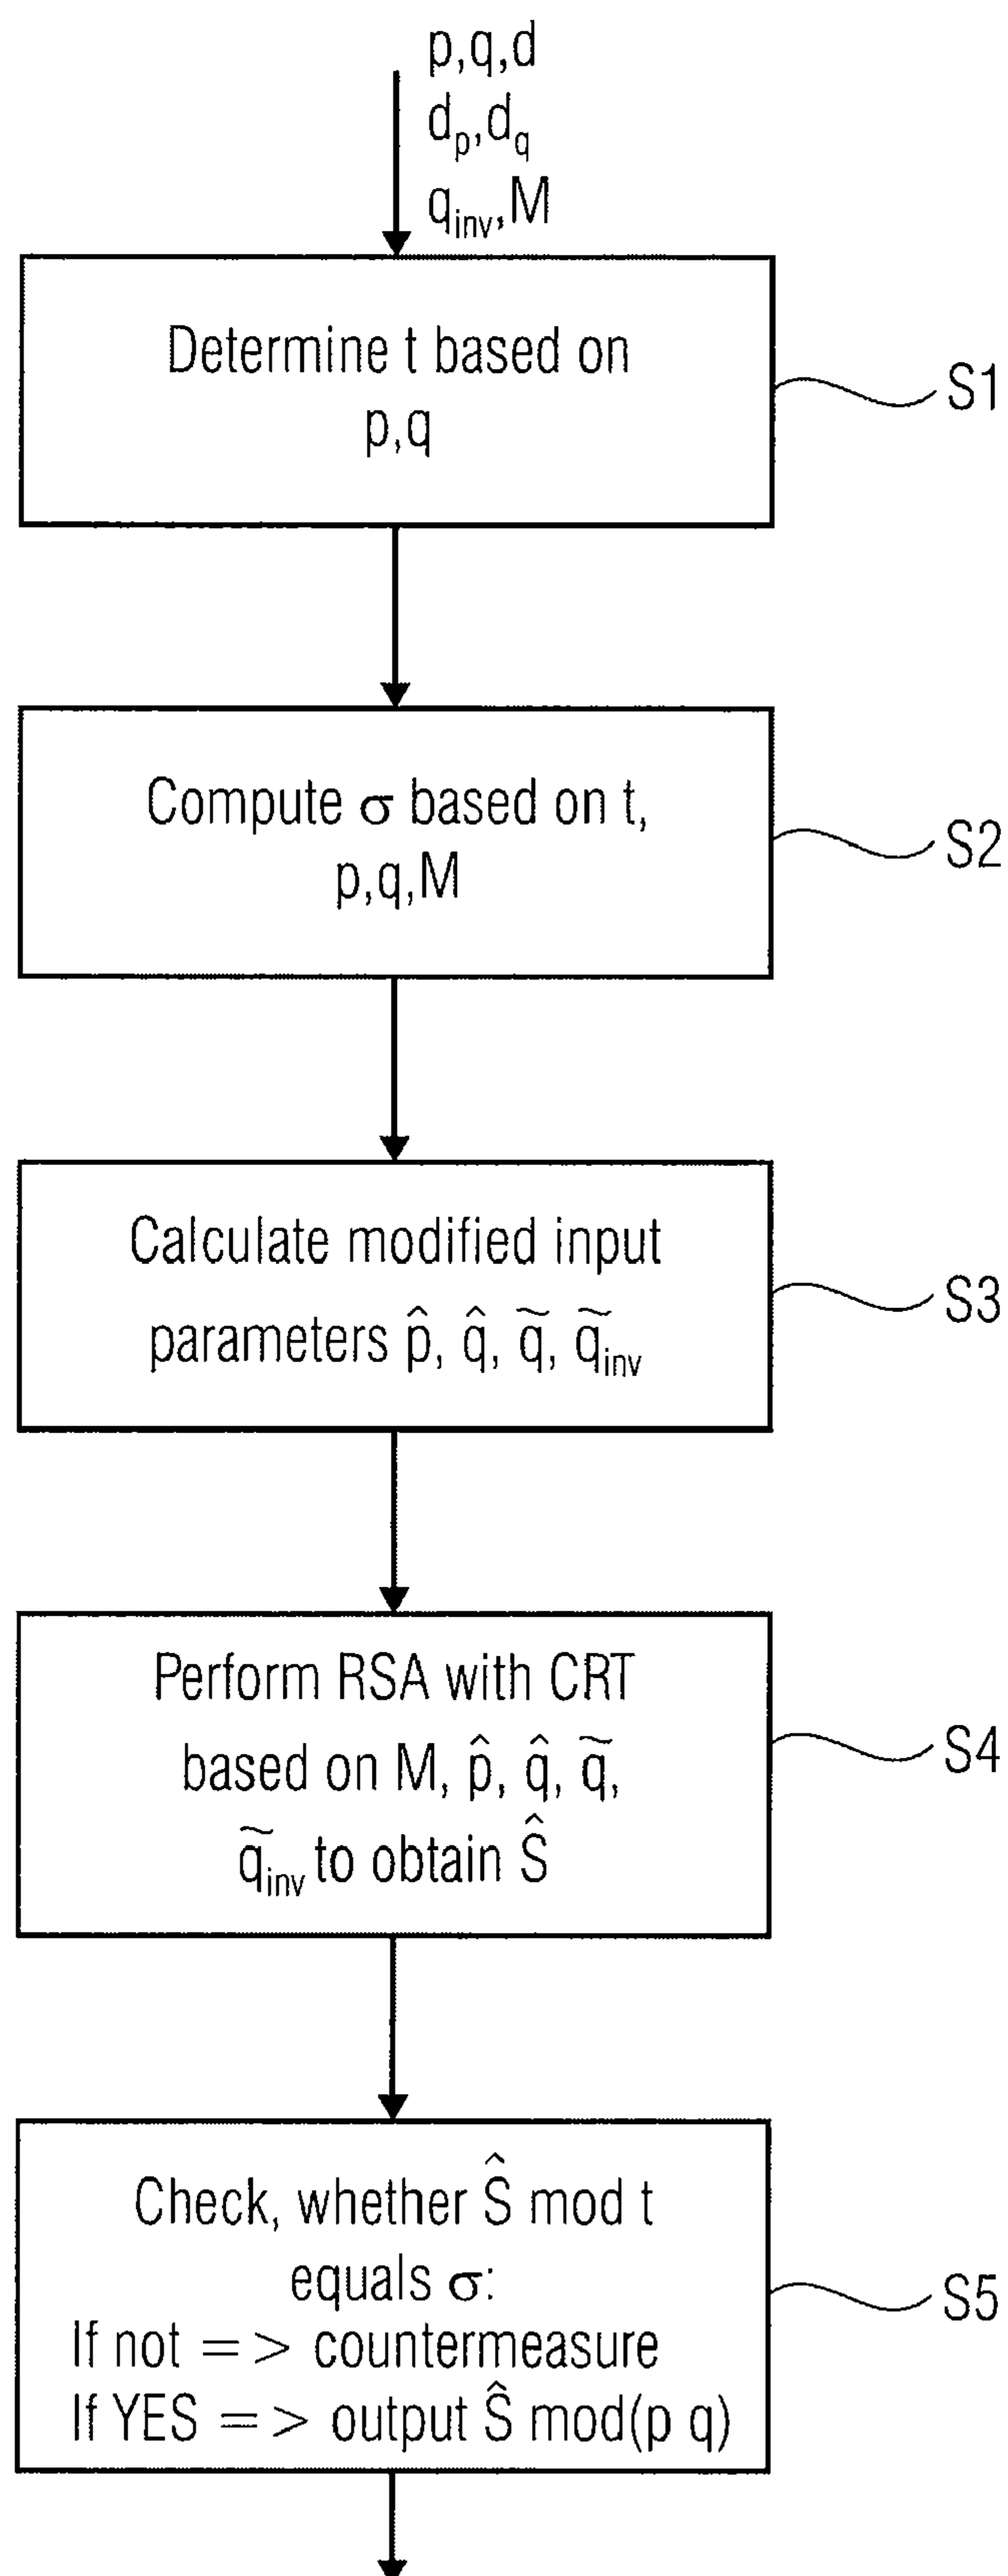 p,q,d
dₚ,d_q
q_inv,M
Determine t based on
p,q
S1
Compute σ based on t,
p,q,M
S2
Calculate modified input
parameters p̂, q̂, q̃, q̃_inv
S3
Perform RSA with CRT
based on M, p̂, q̂, q̃,
q̃_inv to obtain Ŝ
S4
Check, whether Ŝ mod t
equals σ:
If not = > countermeasure
If YES = > output Ŝ mod(p q)
S5